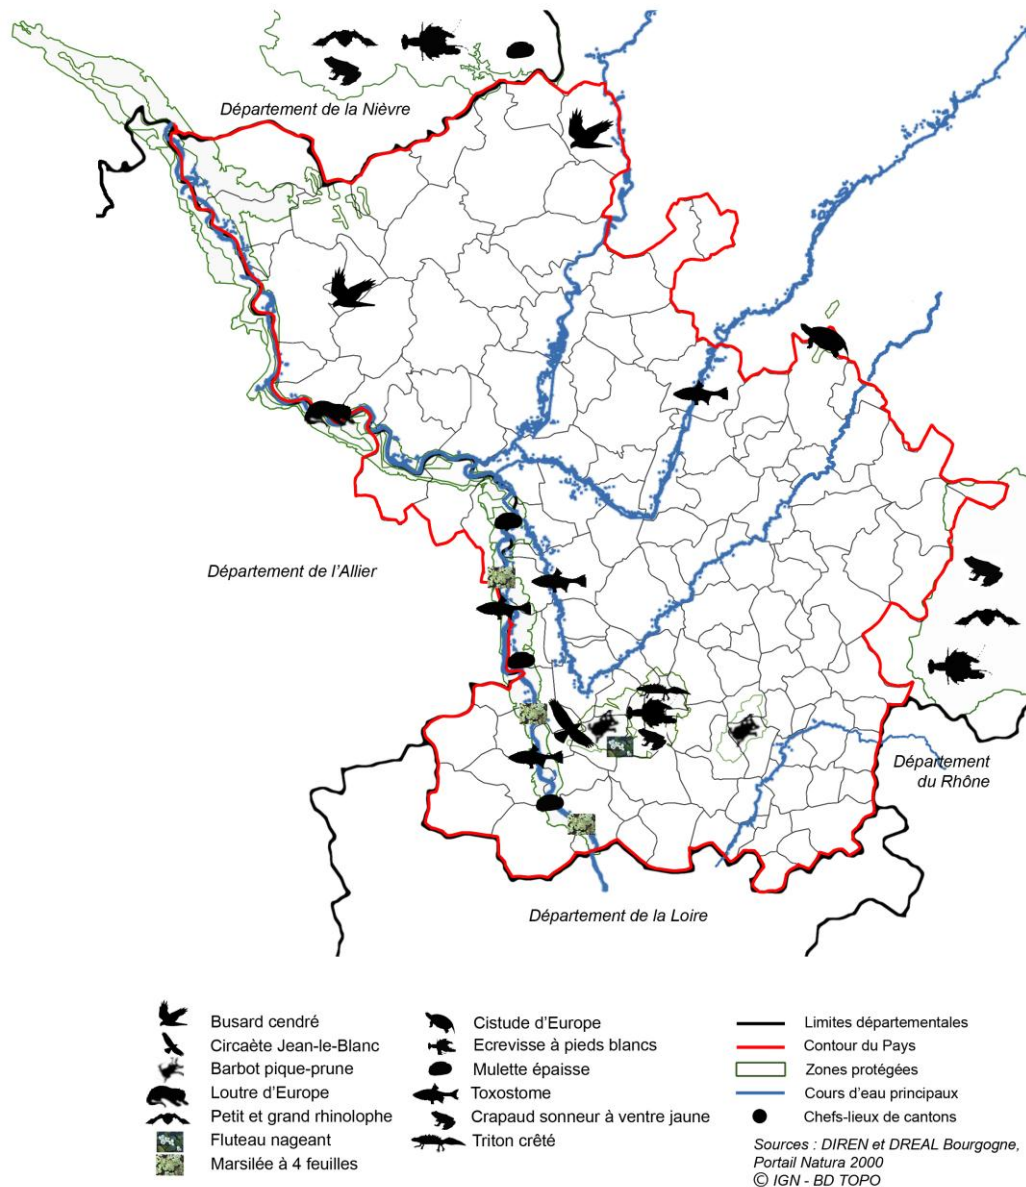 Département de la Nièvre
Département de l'Allier
Département
du Rhône
Département de la Loire
Busard cendré
Circaète Jean-le-Blanc
Barbot pique-prune
Loutre d'Europe
Petit et grand rhinolophe
Fluteau nageant
Marsilée à 4 feuilles
Cistude d'Europe
Ecrevisse à pieds blancs
Mulette épaisse
Toxostome
Crapaud sonneur à ventre jaune
Triton crêté
Limites départementales
Contour du Pays
Zones protégées
Cours d'eau principaux
Chefs-lieux de cantons
Sources : DIREN et DREAL Bourgogne,
Portail Natura 2000
© IGN - BD TOPO